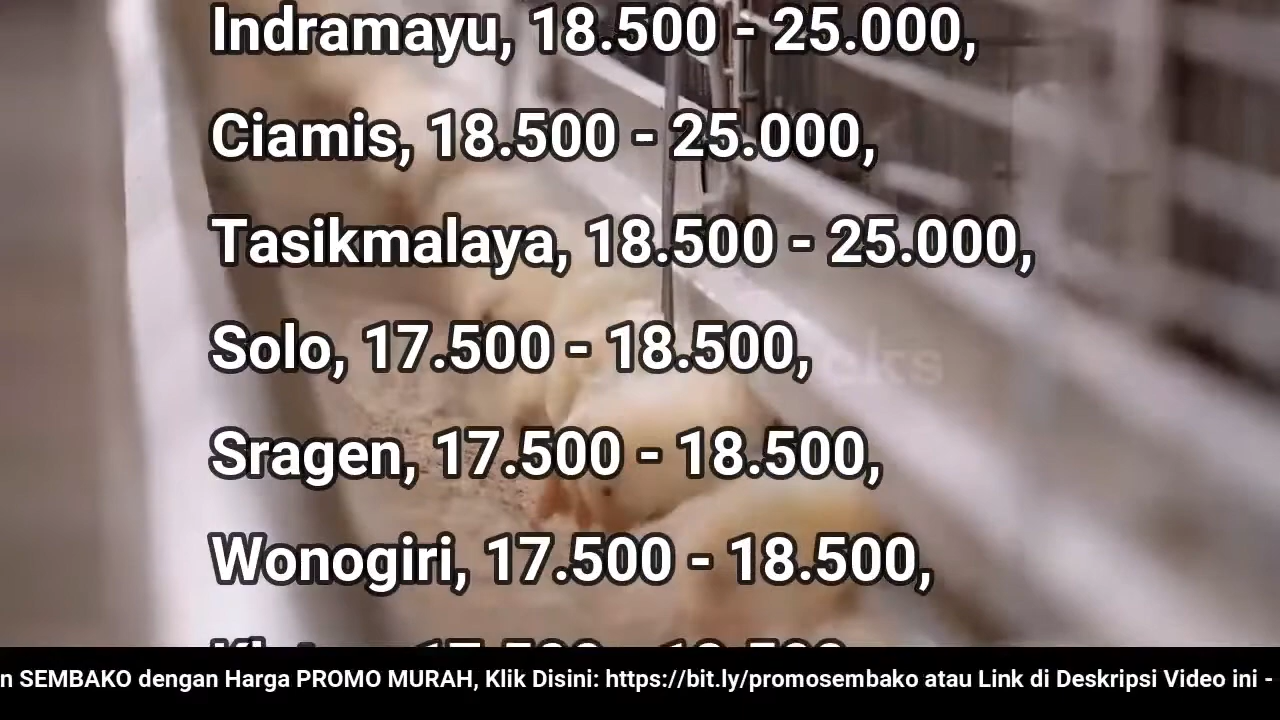 Indramayu, 18.500 - 25.000,
Ciamis, 18.500 - 25.000,
Tasikmalaya, 18.500 - 25.000,
Solo, 17.500 - 18.500,
Sragen, 17.500 - 18.500,
Wonogiri, 17.500 - 18.500,
n SEMBAKO dengan Harga PROMO MURAH, Klik Disini: https://bit.ly/promosembako atau Link di Deskripsi Video ini -